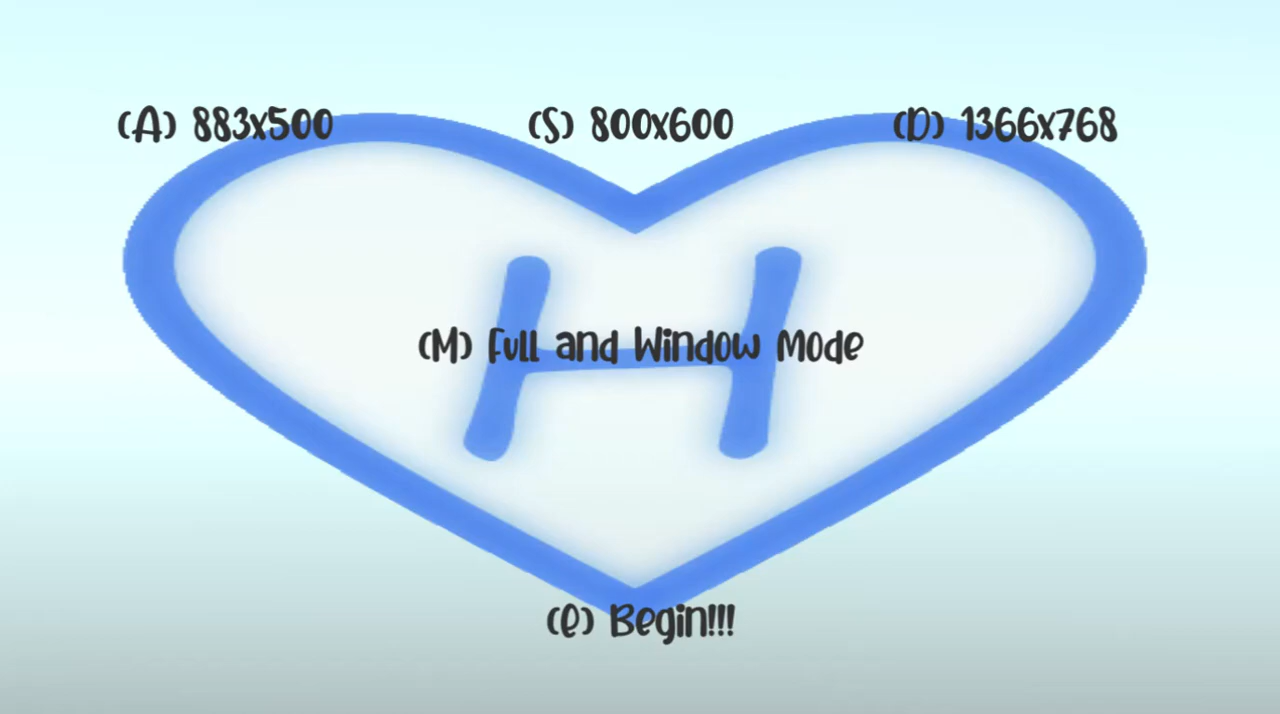 (A) 883x500 (S) 800x600 (D) 1366x768
H
(M) Full and Window Mode
(e) Begin!!!